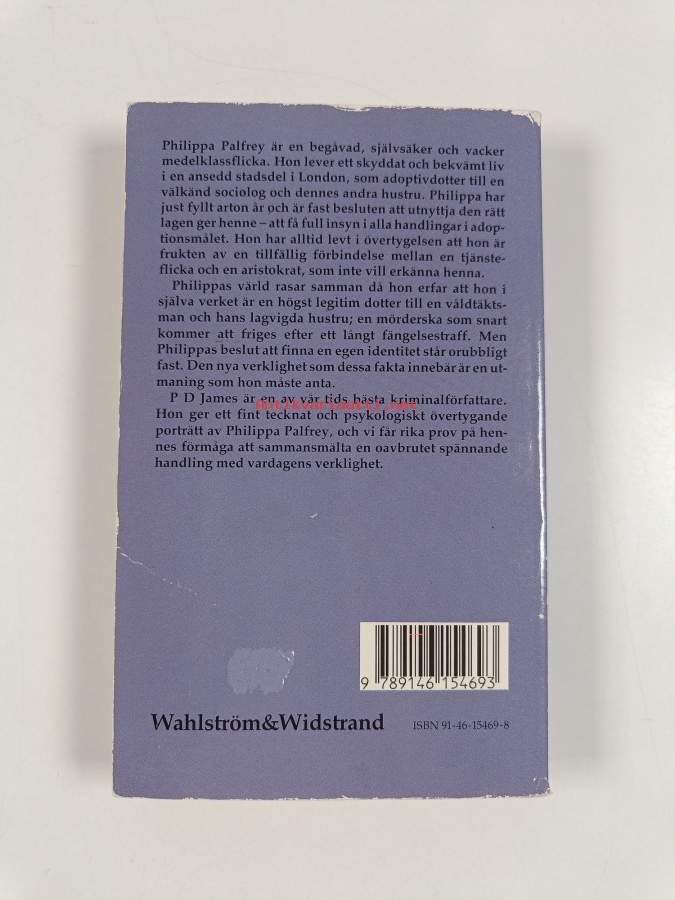 Philippa Palfrey är en begåvad, självsäker och vacker
medelklassflicka. Hon lever ett skyddat och bekvämt liv
i en ansedd stadsdel i London, som adoptivdotter till en
välkänd sociolog och dennes andra hustru. Philippa har
just fyllt arton år och är fast besluten att utnyttja den rätt
lagen ger henne – att få full insyn i alla handlingar i adop-
tionsmålet. Hon har alltid levt i övertygelsen att hon är
frukten av en tillfällig förbindelse mellan en tjänste-
flicka och en aristokrat, som inte vill erkänna henna.
Philippas värld rasar samman då hon erfar att hon i
själva verket är en högst legitim dotter till en våldtäkts-
man och hans lagvigda hustru; en mörderska som snart
kommer att friges efter ett långt fängelsestraff. Men
Philippas beslut att finna en egen identitet står orubbligt
fast. Den nya verklighet som dessa fakta innebär är en ut-
maning som hon måste anta.
P D James är en av vår tids bästa kriminalförfattare.
Hon ger ett fint tecknat och psykologiskt övertygande
porträtt av Philippa Palfrey, och vi får rika prov på hen-
nes förmåga att sammansmälta en oavbrutet spännande
handling med vardagens verklighet.
9 789146 154693
Wahlström&Widstrand
ISBN 91-46-15469-8